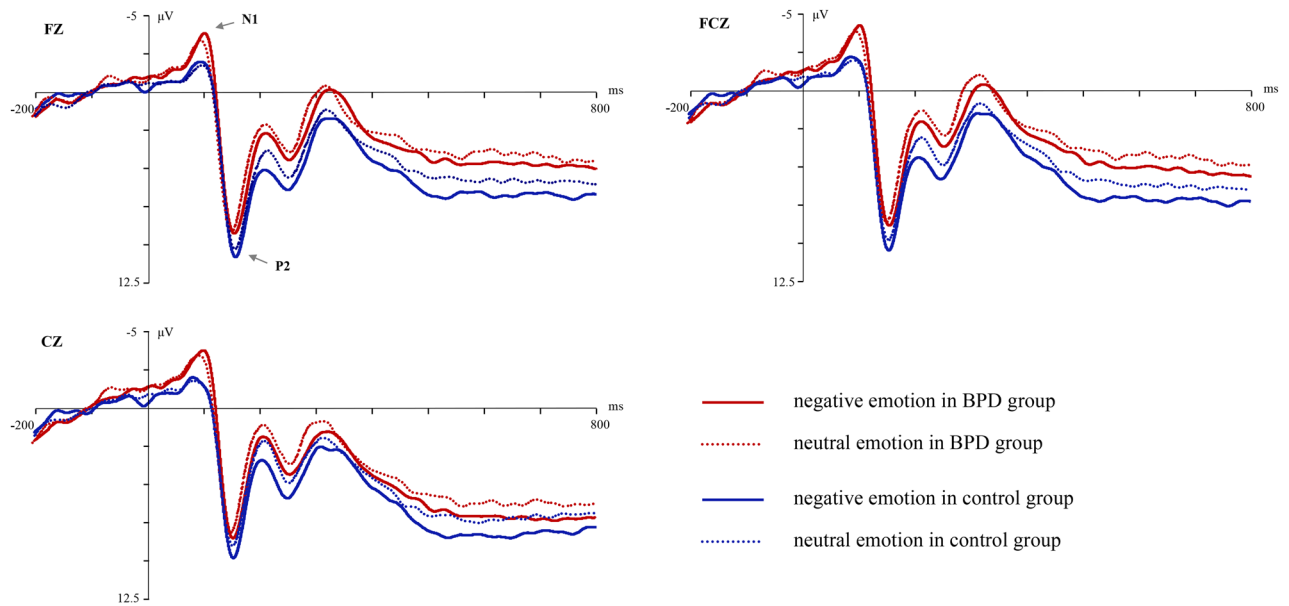 -5 µV
N1
FZ
ms
-200
800
P2
12.5
-5 µV
FCZ
ms
-200
800
12.5
-5 µV
CZ
ms
-200
800
12.5
negative emotion in BPD group
neutral emotion in BPD group
negative emotion in control group
neutral emotion in control group